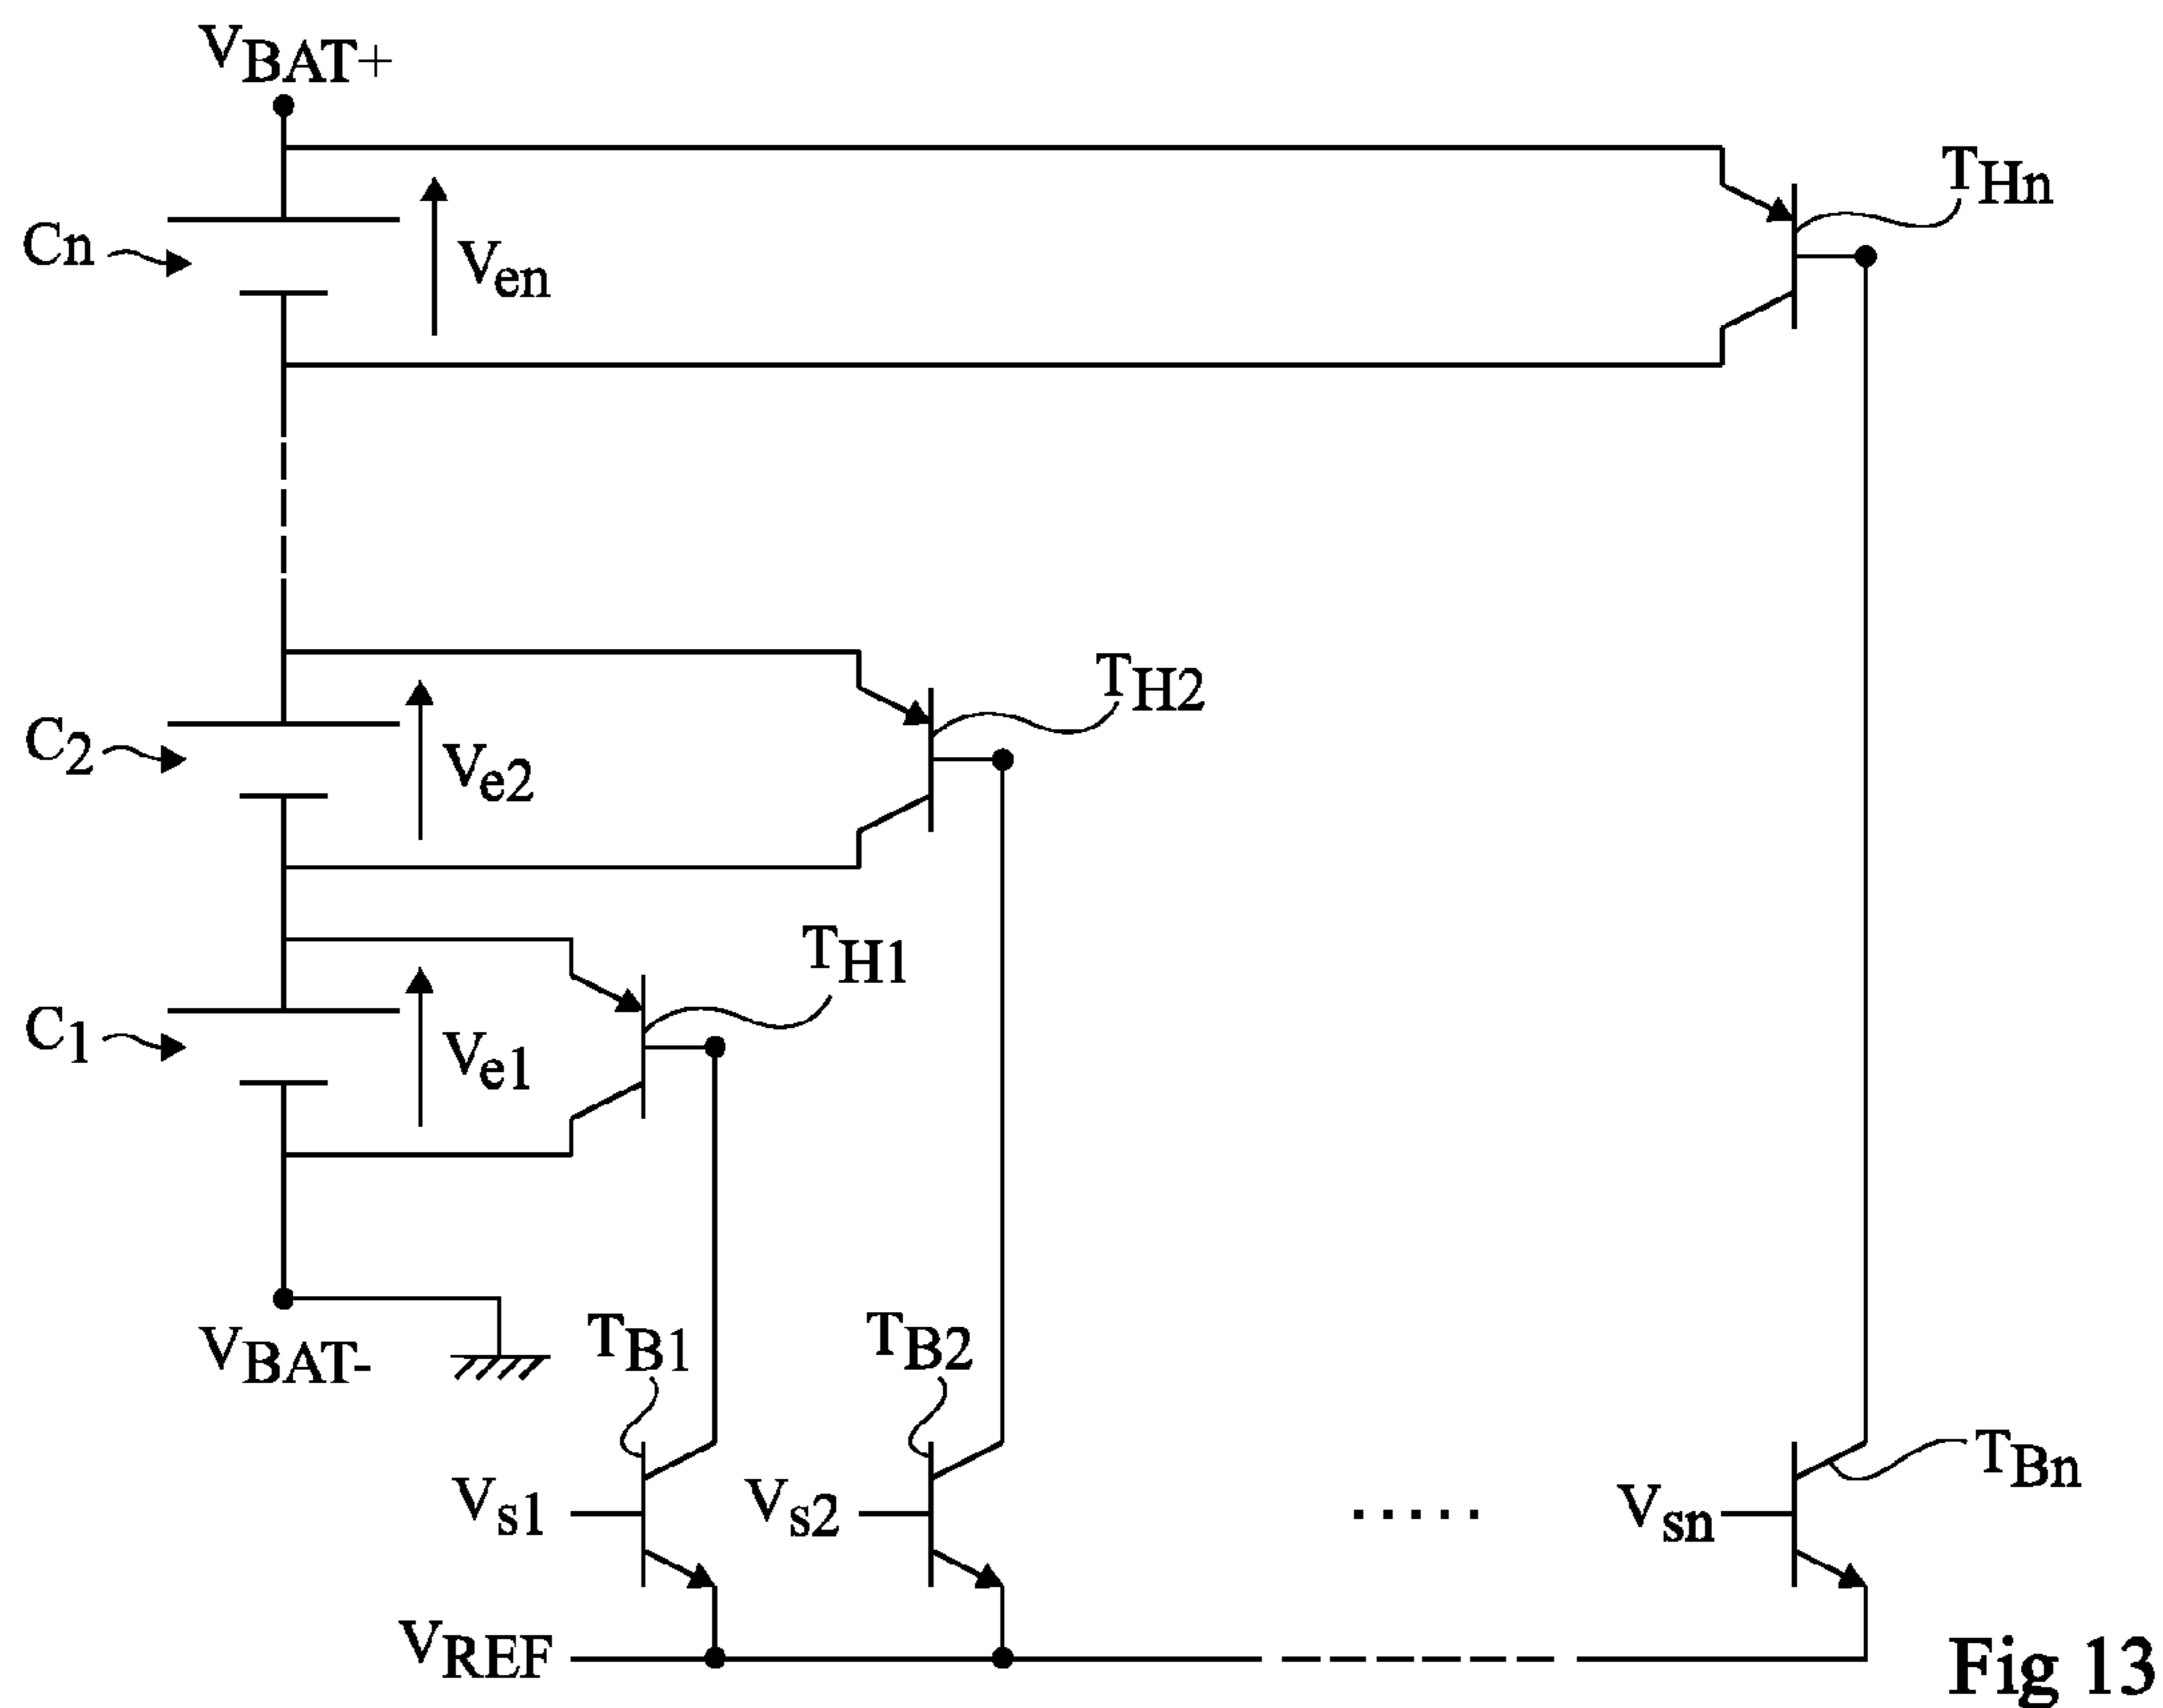 VBAT+
THn
Cn
Ven
TH2
C2
Ve2
TH1
C1
Ve1
VBAT-
TB1
TB2
TBn
Vs1
Vs2
.....
Vsn
VREF
Fig 13